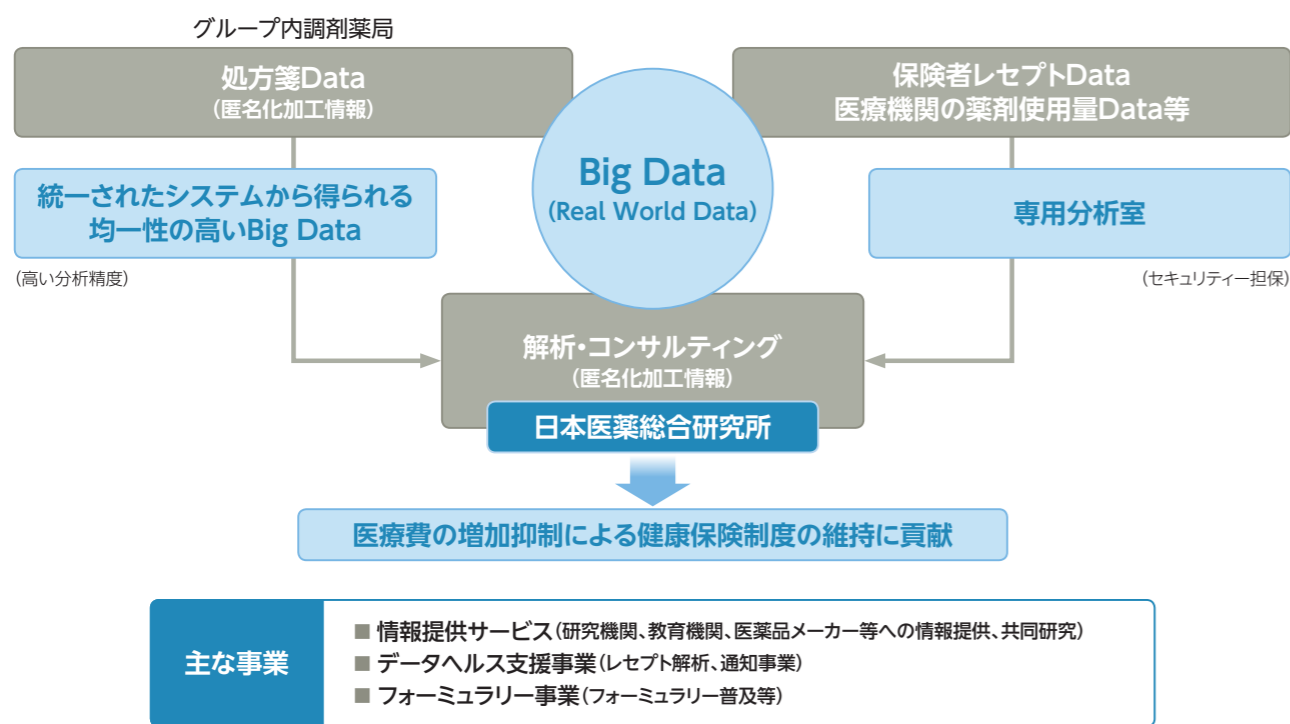 グループ内調剤薬局
処方箋Data
(匿名化加工情報)
保険者レセプトData
医療機関の薬剤使用量Data等
Big Data
(Real World Data)
統一されたシステムから得られる
均一性の高いBig Data
(高い分析精度)
専用分析室
(セキュリティー担保)
解析・コンサルティング
(匿名化加工情報)
日本医薬総合研究所
医療費の増加抑制による健康保険制度の維持に貢献
主な事業
■ 情報提供サービス(研究機関、教育機関、医薬品メーカー等への情報提供、共同研究)
■ データヘルス支援事業(レセプト解析、通知事業)
■ フォーミュラリー事業(フォーミュラリー普及等)